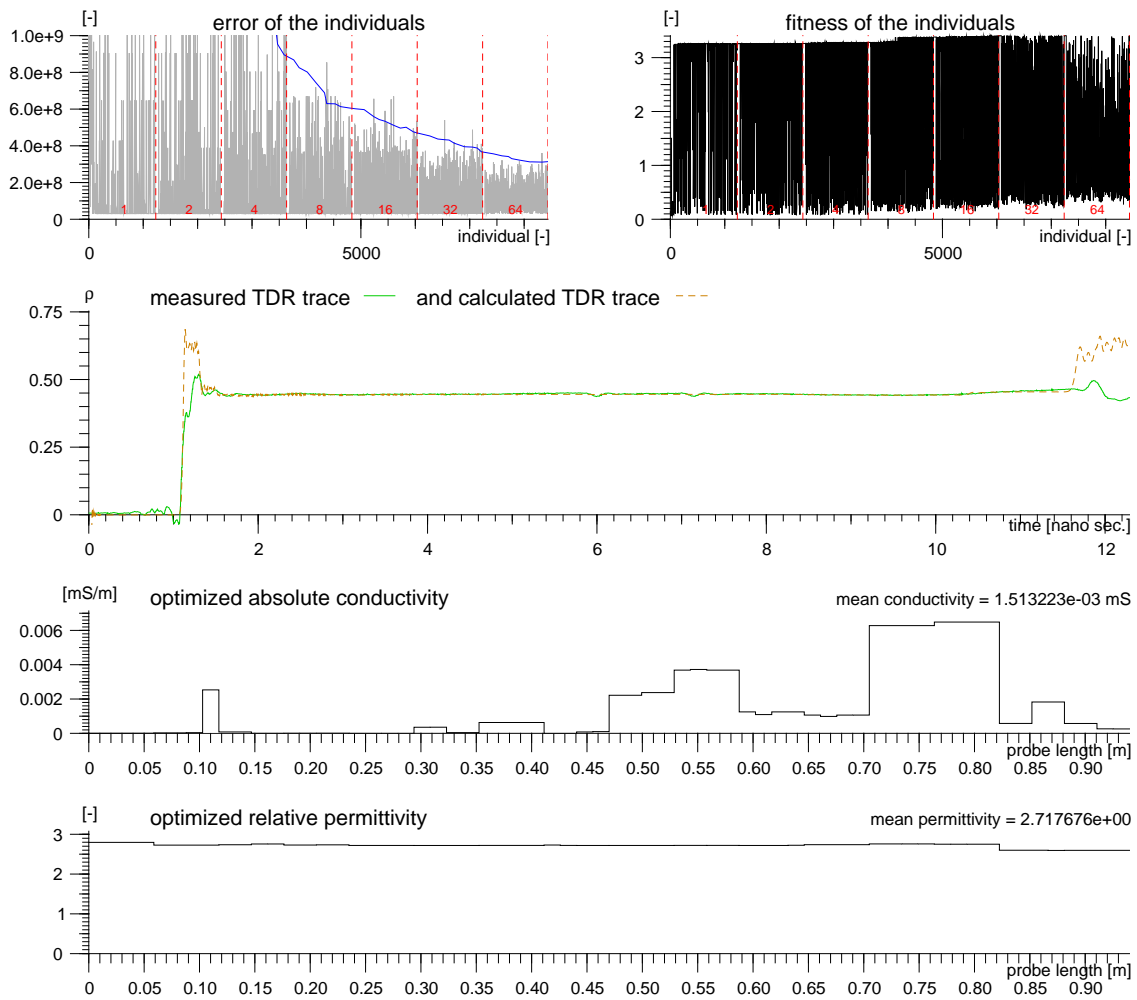 error of the individuals
[-]
1.0e+9
8.0e+8
6.0e+8
4.0e+8
2.0e+8
0
1 2 4 8 16 32 64
individual [-]
0 5000
fitness of the individuals
[-]
3
2
1
0
1 2 4 8 16 32 64
individual [-]
0 5000
ρ
measured TDR trace and calculated TDR trace
0.75
0.50
0.25
0
time [nano sec.]
0 2 4 6 8 10 12
[mS/m]
optimized absolute conductivity
mean conductivity = 1.513223e-03 mS
0.006
0.004
0.002
0
probe length [m]
0 0.05 0.10 0.15 0.20 0.25 0.30 0.35 0.40 0.45 0.50 0.55 0.60 0.65 0.70 0.75 0.80 0.85 0.90
[-]
optimized relative permittivity
mean permittivity = 2.717676e+00
3
2
1
0
probe length [m]
0 0.05 0.10 0.15 0.20 0.25 0.30 0.35 0.40 0.45 0.50 0.55 0.60 0.65 0.70 0.75 0.80 0.85 0.90